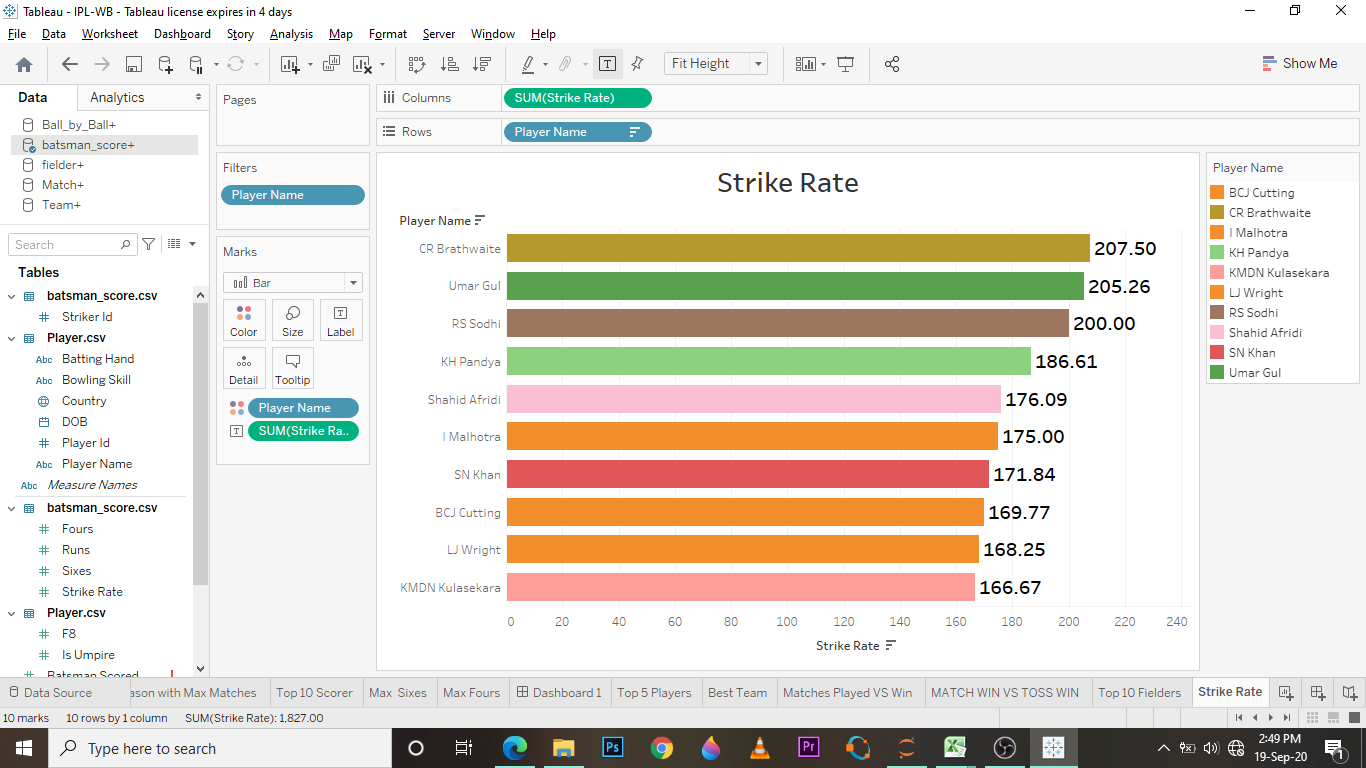 Tableau - IPL-WB - Tableau license expires in 4 days
File Data Worksheet Dashboard Story Analysis Map Format Server Window Help
Fit Height
Show Me
Data Analytics
Ball_by_Ball+
batsman_score+
fielder+
Match+
Team+
Search
Tables
batsman_score.csv
# Striker Id
Player.csv
Abc Batting Hand
Abc Bowling Skill
Country
DOB
# Player Id
Abc Player Name
Abc Measure Names
batsman_score.csv
# Fours
# Runs
# Sixes
# Strike Rate
Player.csv
# F8
# Is Umpire
# Batsman Scored
Pages
Filters
Player Name
Marks
Bar
Color Size Label
Detail Tooltip
Player Name
SUM(Strike Ra..
Columns SUM(Strike Rate)
Rows Player Name
Strike Rate
Player Name
CR Brathwaite 207.50
Umar Gul 205.26
RS Sodhi 200.00
KH Pandya 186.61
Shahid Afridi 176.09
I Malhotra 175.00
SN Khan 171.84
BCJ Cutting 169.77
LJ Wright 168.25
KMDN Kulasekara 166.67
0 20 40 60 80 100 120 140 160 180 200 220 240
Strike Rate
Player Name
BCJ Cutting
CR Brathwaite
I Malhotra
KH Pandya
KMDN Kulasekara
LJ Wright
RS Sodhi
Shahid Afridi
SN Khan
Umar Gul
Data Source ason with Max Matches Top 10 Scorer Max Sixes Max Fours Dashboard 1 Top 5 Players Best Team Matches Played VS Win MATCH WIN VS TOSS WIN Top 10 Fielders Strike Rate
10 marks 10 rows by 1 column SUM(Strike Rate): 1,827.00
Type here to search
Ps
Pr
2:49 PM
19-Sep-20
1